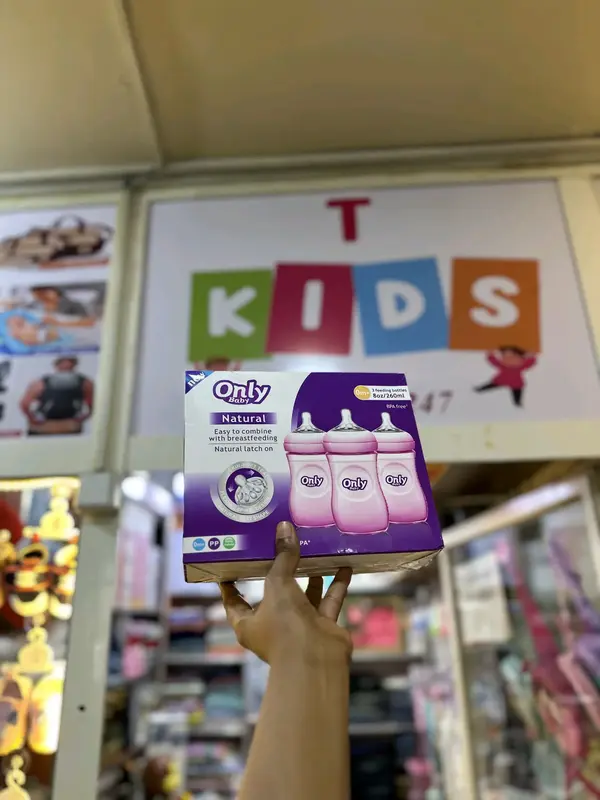 T
KIDS
47
Only
Baby
Natural
Easy to combine
with breastfeeding
Natural latch on
3 feeding bottles
8oz/260ml
BPA free*
Only
Only
Only
PP
PA*